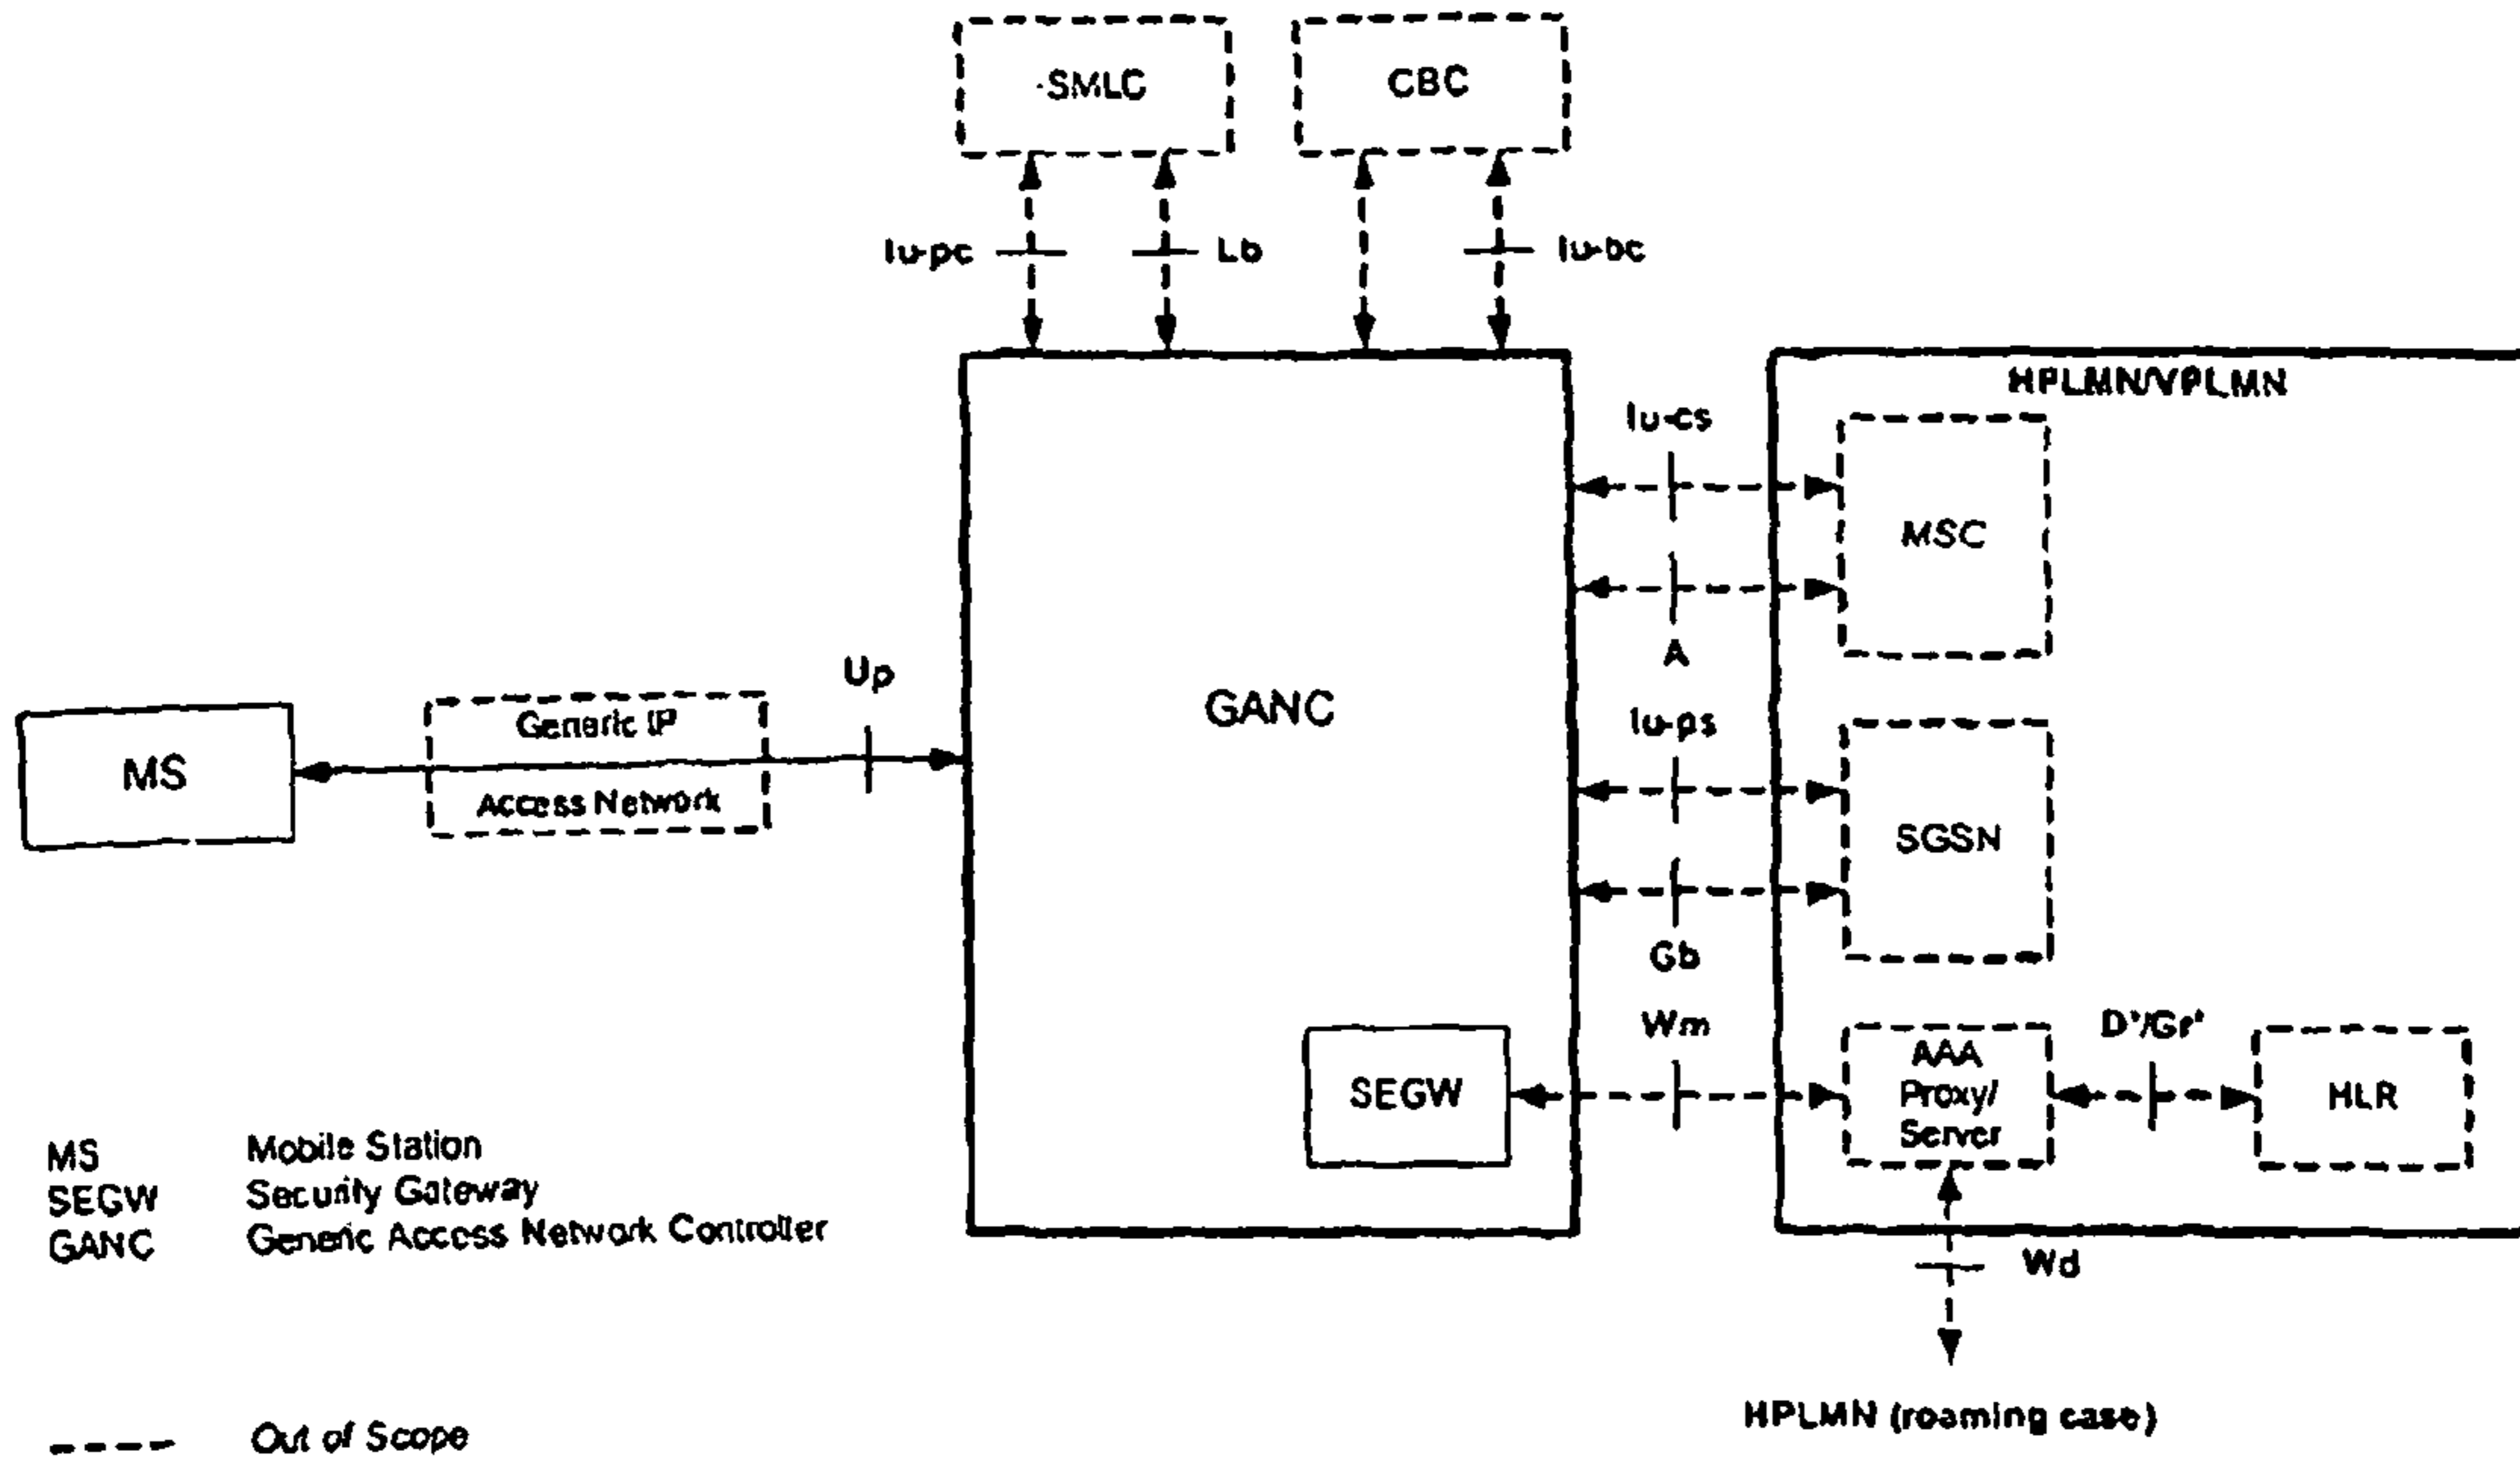 SMLC
CBC
Iu-pc
Lb
Iu-bc
HPLMN/VPLMN
Iu-cs
MSC
A
Up
Generic IP
Access Network
MS
GANC
Iu-ps
SGSN
Gb
Wm
D'/Gr'
SEGW
AAA
Proxy/
Server
HLR
MS Mobile Station
SEGW Security Gateway
GANC Generic Access Network Controller
Wd
HPLMN (roaming case)
Out of Scope